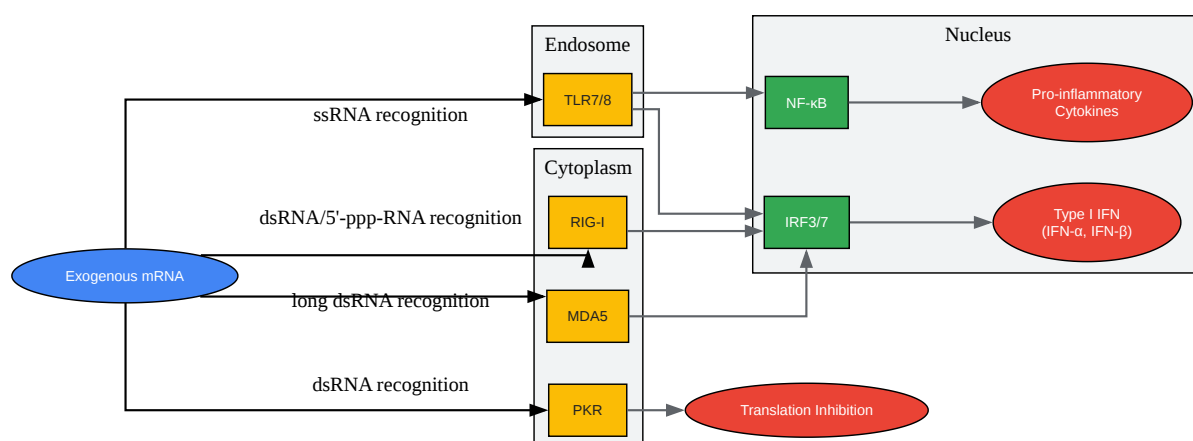 Endosome
Nucleus
TLR7/8
NF-κB
Pro-inflammatory
Cytokines
ssRNA recognition
Cytoplasm
dsRNA/5'-ppp-RNA recognition
RIG-I
IRF3/7
Type I IFN
(IFN-α, IFN-β)
Exogenous mRNA
long dsRNA recognition
MDA5
dsRNA recognition
PKR
Translation Inhibition